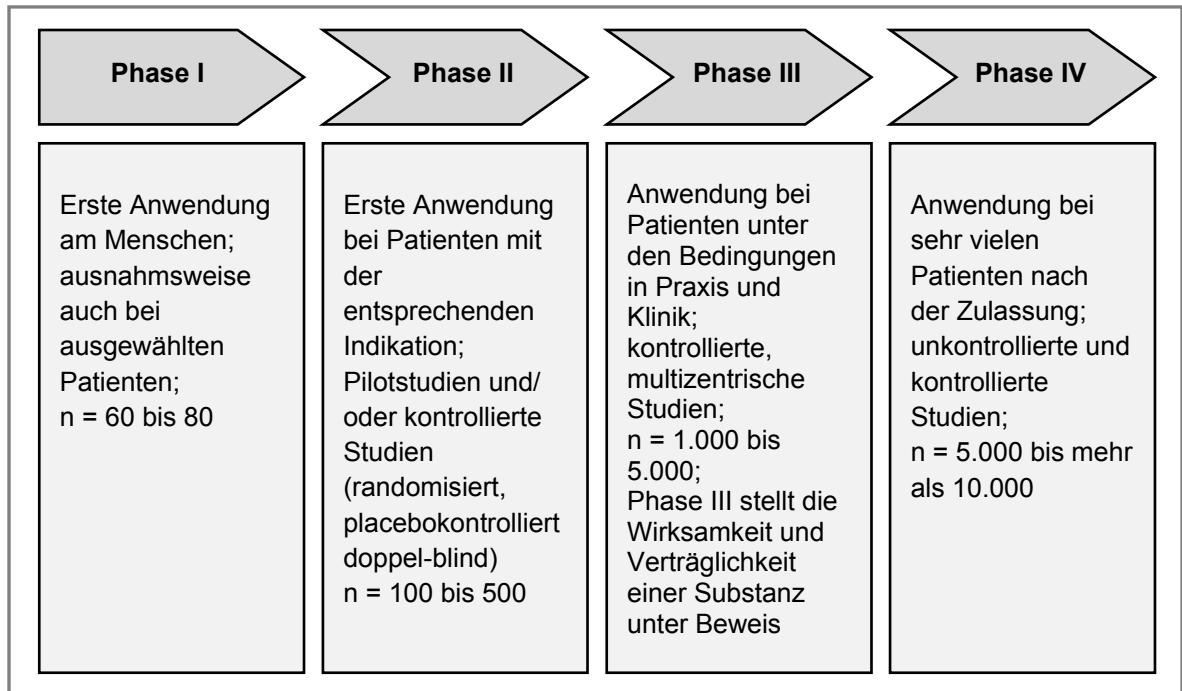 Phase I
Phase II
Phase III
Phase IV
Erste Anwendung
am Menschen;
ausnahmsweise
auch bei
ausgewählten
Patienten;
n = 60 bis 80
Erste Anwendung
bei Patienten mit
der
entsprechenden
Indikation;
Pilotstudien und/
oder kontrollierte
Studien
(randomisiert,
placebokontrolliert
doppel-blind)
n = 100 bis 500
Anwendung bei
Patienten unter
den Bedingungen
in Praxis und
Klinik;
kontrollierte,
multizentrische
Studien;
n = 1.000 bis
5.000;
Phase III stellt die
Wirksamkeit und
Verträglichkeit
einer Substanz
unter Beweis
Anwendung bei
sehr vielen
Patienten nach
der Zulassung;
unkontrollierte und
kontrollierte
Studien;
n = 5.000 bis mehr
als 10.000